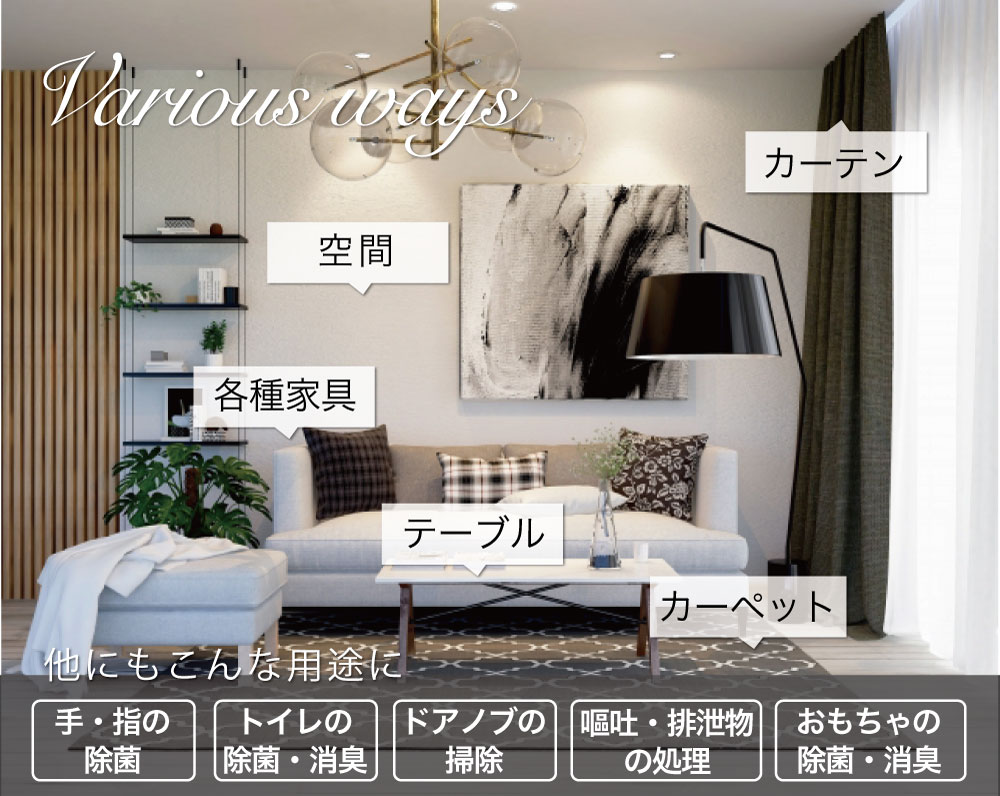 Various ways
カーテン
空間
各種家具
テーブル
カーペット
他にもこんな用途に
手・指の
除菌
トイレの
除菌・消臭
ドアノブの
掃除
嘔吐・排泄物
の処理
おもちゃの
除菌・消臭